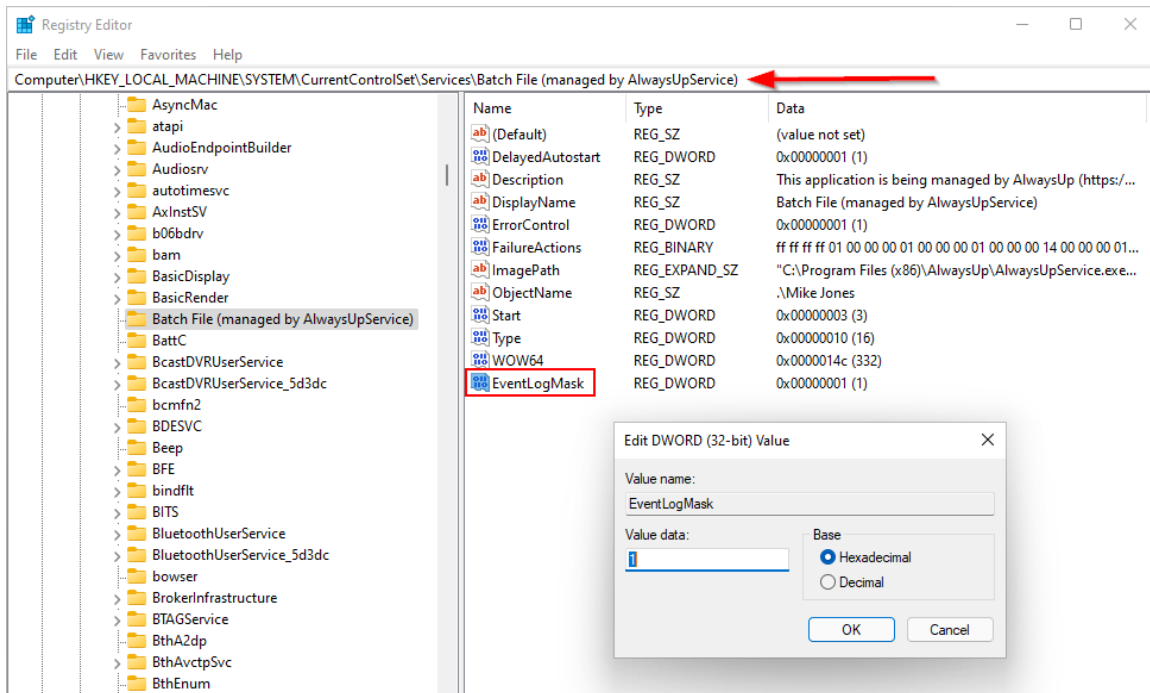 Registry Editor
File Edit View Favorites Help
Computer\HKEY_LOCAL_MACHINE\SYSTEM\CurrentControlSet\Services\Batch File (managed by AlwaysUpService)
AsyncMac
atapi
AudioEndpointBuilder
Audiosrv
autotimesvc
AxInstSV
b06bdrv
bam
BasicDisplay
BasicRender
Batch File (managed by AlwaysUpService)
BattC
BcastDVRUserService
BcastDVRUserService_5d3dc
bcmfn2
BDESVC
Beep
BFE
bindflt
BITS
BluetoothUserService
BluetoothUserService_5d3dc
bowser
BrokerInfrastructure
BTAGService
BthA2dp
BthAvctpSvc
BthEnum
Name Type Data
(Default) REG_SZ (value not set)
DelayedAutostart REG_DWORD 0x00000001 (1)
Description REG_SZ This application is being managed by AlwaysUp (https:/...
DisplayName REG_SZ Batch File (managed by AlwaysUpService)
ErrorControl REG_DWORD 0x00000001 (1)
FailureActions REG_BINARY ff ff ff ff 01 00 00 00 01 00 00 00 01 00 00 00 14 00 00 00 01...
ImagePath REG_EXPAND_SZ "C:\Program Files (x86)\AlwaysUp\AlwaysUpService.exe...
ObjectName REG_SZ .\Mike Jones
Start REG_DWORD 0x00000003 (3)
Type REG_DWORD 0x00000010 (16)
WOW64 REG_DWORD 0x0000014c (332)
EventLogMask REG_DWORD 0x00000001 (1)
Edit DWORD (32-bit) Value
Value name:
EventLogMask
Value data:
1
Base
Hexadecimal
Decimal
OK Cancel